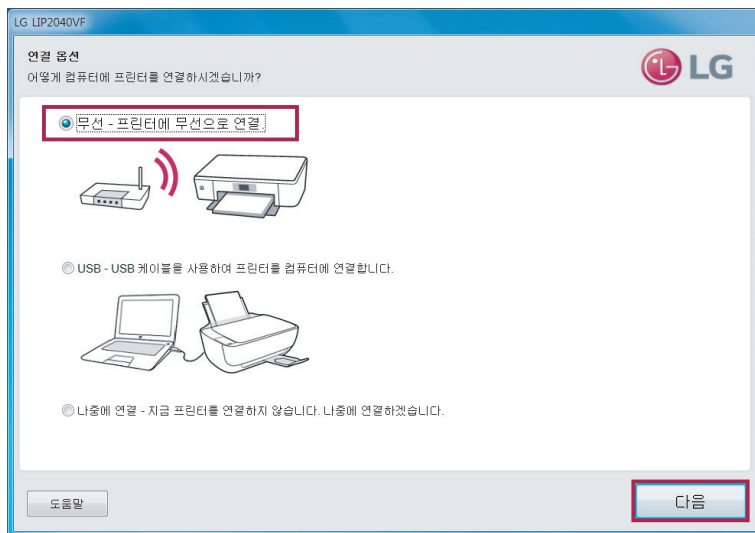 LG LIP2040VF
연결 옵션
어떻게 컴퓨터에 프린터를 연결하시겠습니까?
LG
무선 - 프린터에 무선으로 연결.
USB - USB 케이블을 사용하여 프린터를 컴퓨터에 연결합니다.
나중에 연결 - 지금 프린터를 연결하지 않습니다. 나중에 연결하겠습니다.
도움말
다음